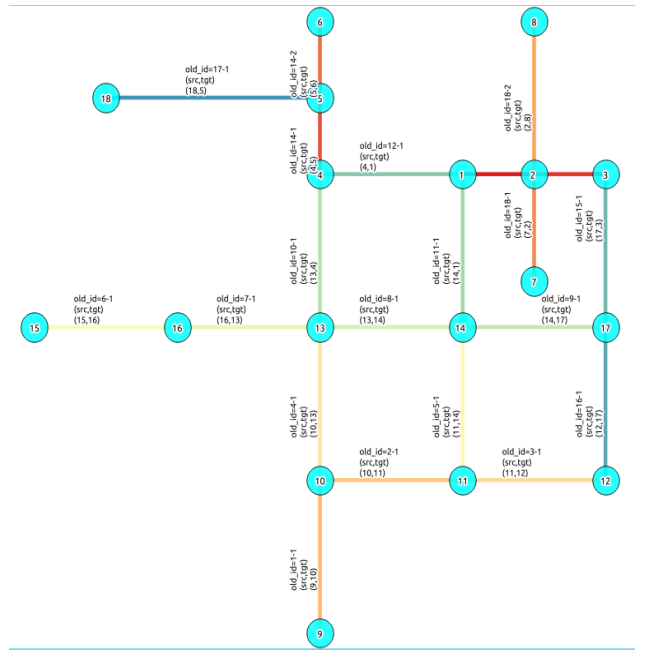 6
8
old_id=14-2
(src,tgt)
(5,6)
old_id=17-1
(src,tgt)
(18,5)
18
5
old_id=18-2
(src,tgt)
(2,8)
old_id=14-1
(src,tgt)
(4,5)
old_id=12-1
(src,tgt)
(4,1)
4
1
2
3
old_id=10-1
(src,tgt)
(13,4)
old_id=11-1
(src,tgt)
(14,1)
old_id=18-1
(src,tgt)
(7,2)
old_id=15-1
(src,tgt)
(17,3)
7
old_id=6-1
(src,tgt)
(15,16)
old_id=7-1
(src,tgt)
(16,13)
old_id=8-1
(src,tgt)
(13,14)
old_id=9-1
(src,tgt)
(14,17)
15
16
13
14
17
old_id=4-1
(src,tgt)
(10,13)
old_id=5-1
(src,tgt)
(11,14)
old_id=16-1
(src,tgt)
(12,17)
old_id=2-1
(src,tgt)
(10,11)
old_id=3-1
(src,tgt)
(11,12)
10
11
12
old_id=1-1
(src,tgt)
(9,10)
9